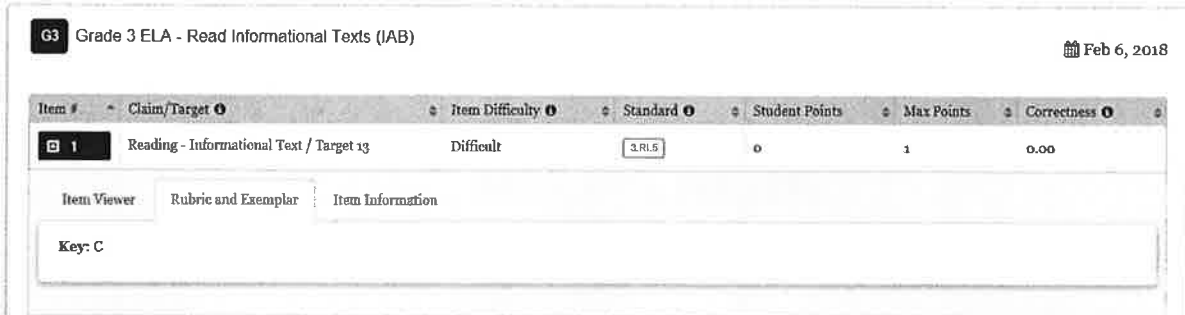 G3 Grade 3 ELA - Read Informational Texts (IAB)
Feb 6, 2018
Item # Claim/Target Item Difficulty Standard Student Points Max Points Correctness
1 Reading - Informational Text / Target 13 Difficult 3.RI.5 0 1 0.00
Item Viewer Rubric and Exemplar Item Information
Key: C